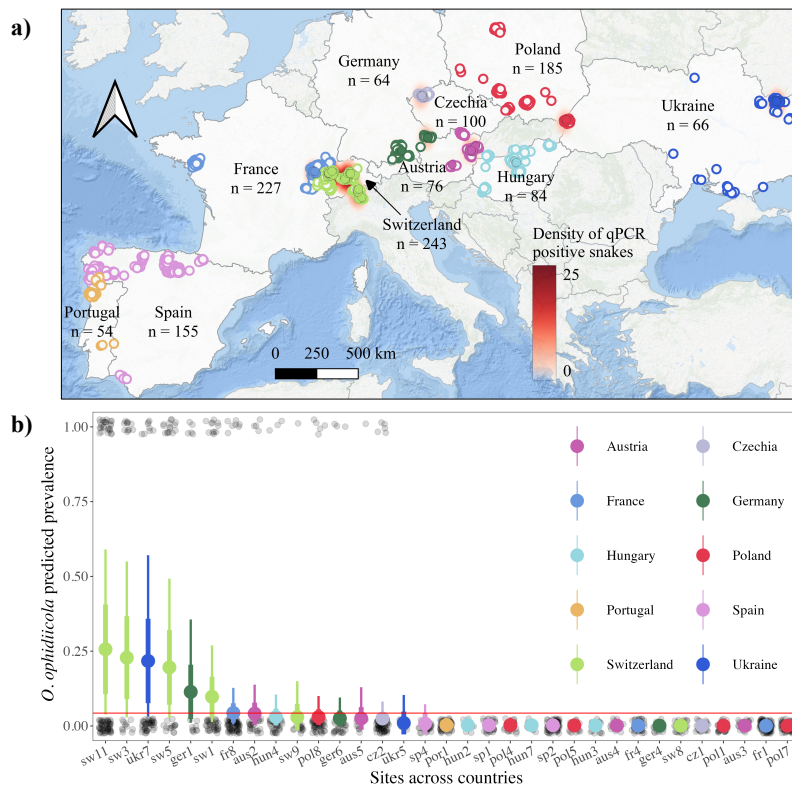 a)
Germany
n = 64
Poland
n = 185
Czechia
n = 100
Ukraine
n = 66
France
n = 227
Austria
n = 76
Hungary
n = 84
Switzerland
n = 243
Density of qPCR
positive snakes
25
0
Portugal
n = 54
Spain
n = 155
0 250 500 km
b)
O. ophidiicola predicted prevalence
1.00
0.75
0.50
0.25
0.00
Austria
Czechia
France
Germany
Hungary
Poland
Portugal
Spain
Switzerland
Ukraine
sw11 sw3 ukr7 sw5 ger1 sw1 fr8 aus2 hun4 sw9 pol8 ger6 aus5 cz2 ukr5 sp4 por1 hun2 sp1 pol4 hun7 sp2 pol5 hun3 aus4 fr4 ger4 sw8 cz1 pol1 aus3 fr1 pol7
Sites across countries